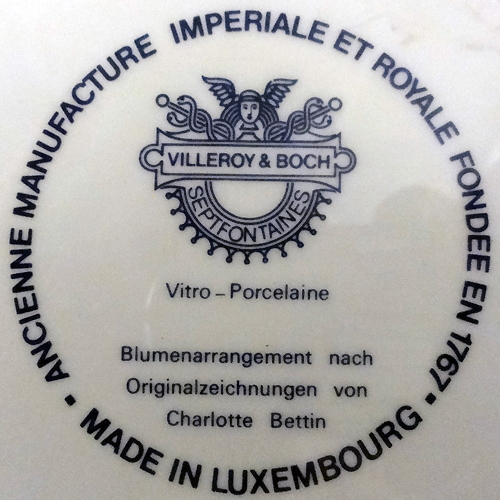 ANCIENNE MANUFACTURE IMPERIALE ET ROYALE FONDEE EN 1767
VILLEROY & BOCH
SEPTFONTAINES
Vitro – Porcelaine
Blumenarrangement nach
Originalzeichnungen von
Charlotte Bettin
▪ MADE IN LUXEMBOURG ▪